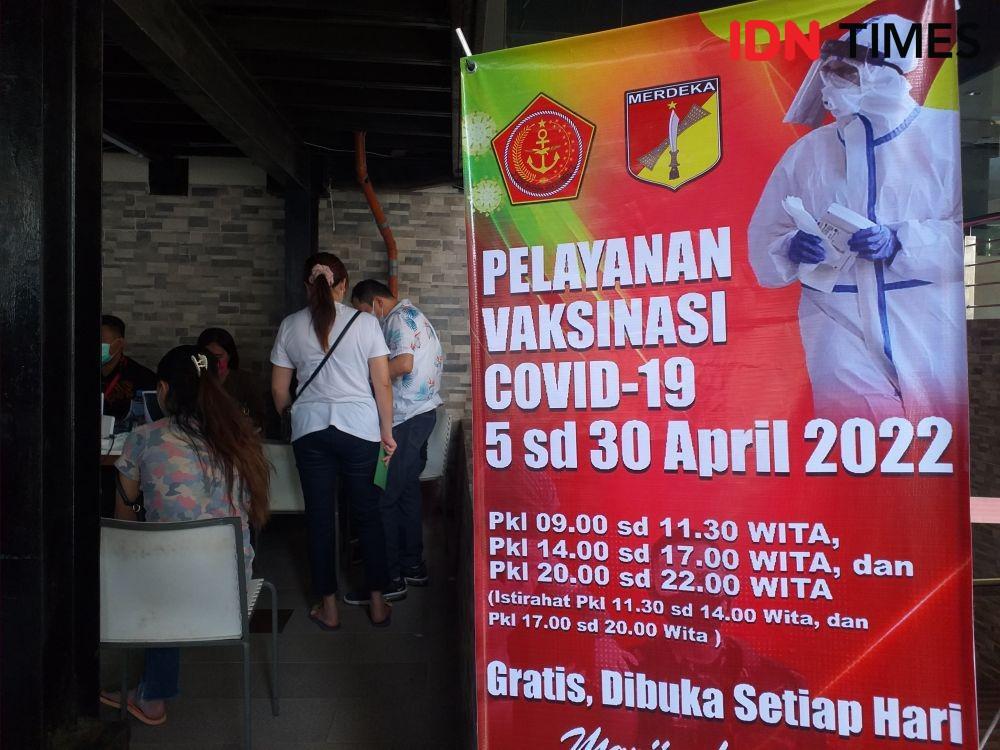 IDN TIMES
MERDEKA
PELAYANAN
VAKSINASI
COVID-19
5 sd 30 April 2022
Pkl 09.00 sd 11.30 WITA,
Pkl 14.00 sd 17.00 WITA, dan
Pkl 20.00 sd 22.00 WITA
(Istirahat Pkl 11.30 sd 14.00 Wita, dan
Pkl 17.00 sd 20.00 Wita )
Gratis, Dibuka Setiap Hari